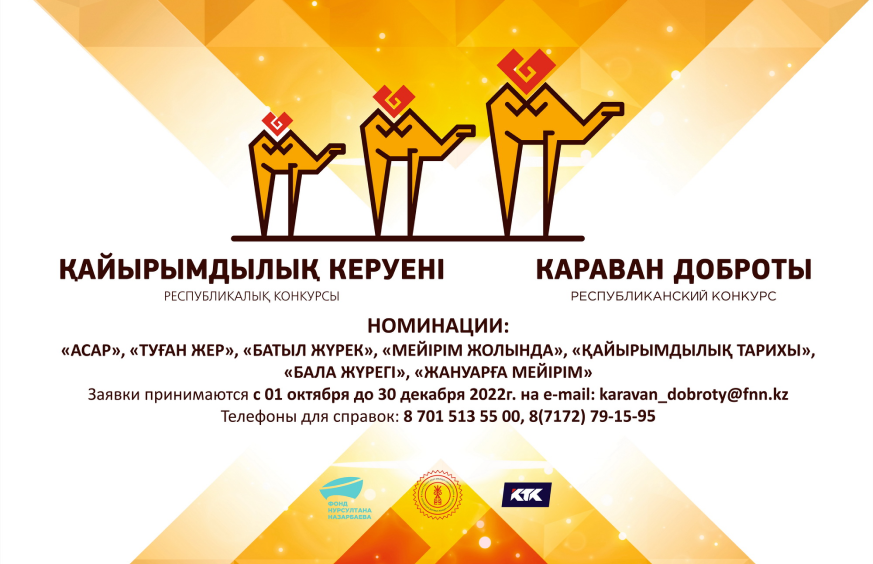 ҚАЙЫРЫМДЫЛЫҚ КЕРУЕНІ
РЕСПУБЛИКАЛЫҚ КОНКУРСЫ
КАРАВАН ДОБРОТЫ
РЕСПУБЛИКАНСКИЙ КОНКУРС
НОМИНАЦИИ:
«АСАР», «ТУҒАН ЖЕР», «БАТЫЛ ЖҮРЕК», «МЕЙІРІМ ЖОЛЫНДА», «ҚАЙЫРЫМДЫЛЫҚ ТАРИХЫ»,
«БАЛА ЖҮРЕГІ», «ЖАНУАРҒА МЕЙІРІМ»
Заявки принимаются с 01 октября до 30 декабря 2022г. на e-mail: karavan_dobroty@fnn.kz
Телефоны для справок: 8 701 513 55 00, 8(7172) 79-15-95
ФОНД
НУРСУЛТАНА
НАЗАРБАЕВА
КТК